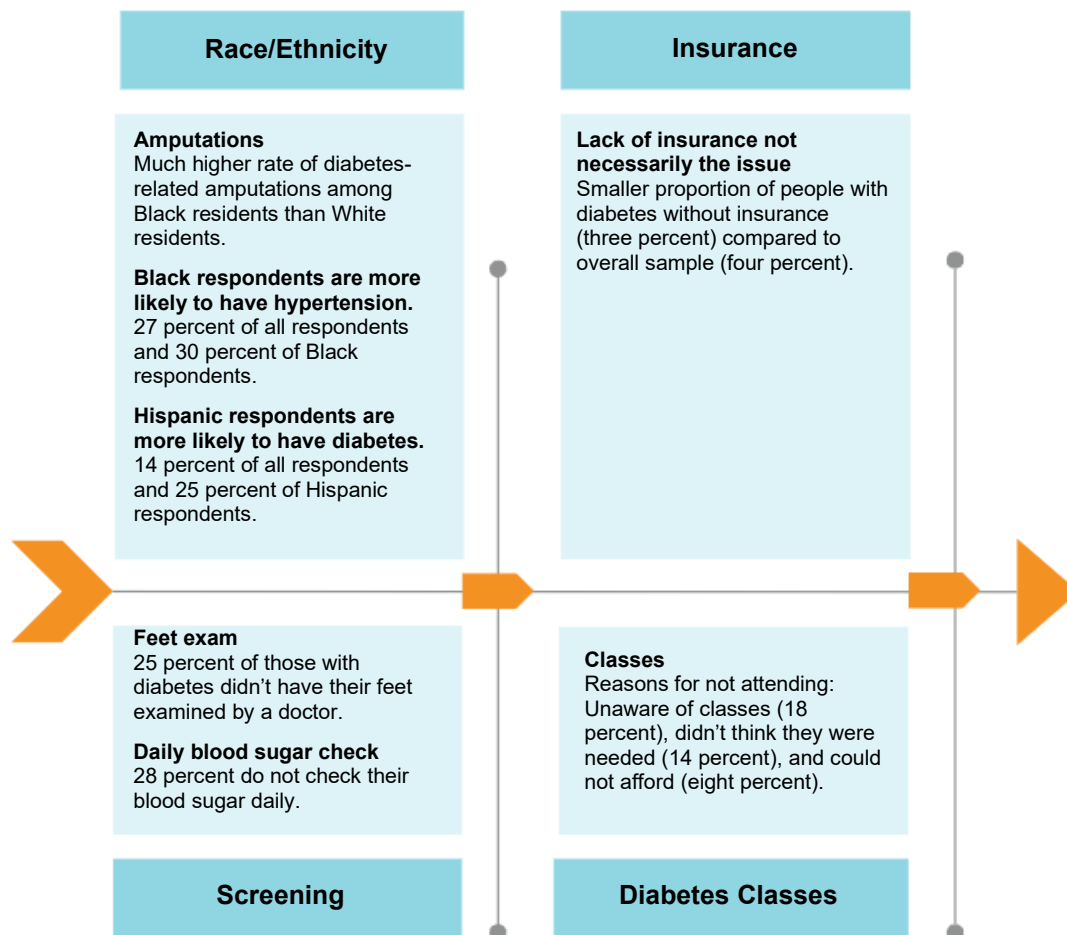 Race/Ethnicity
Amputations
Much higher rate of diabetes-
related amputations among
Black residents than White
residents.
Black respondents are more
likely to have hypertension.
27 percent of all respondents
and 30 percent of Black
respondents.
Hispanic respondents are
more likely to have diabetes.
14 percent of all respondents
and 25 percent of Hispanic
respondents.
Insurance
Lack of insurance not
necessarily the issue
Smaller proportion of people with
diabetes without insurance
(three percent) compared to
overall sample (four percent).
Feet exam
25 percent of those with
diabetes didn’t have their feet
examined by a doctor.
Daily blood sugar check
28 percent do not check their
blood sugar daily.
Screening
Classes
Reasons for not attending:
Unaware of classes (18
percent), didn’t think they were
needed (14 percent), and could
not afford (eight percent).
Diabetes Classes